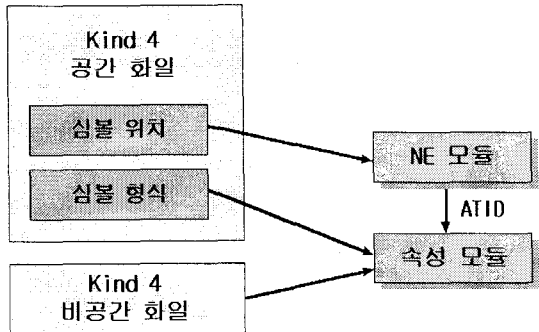 Kind 4
공간 화일
심볼 위치
심볼 형식
NE 모듈
ATID
속성 모듈
Kind 4
비공간 화일